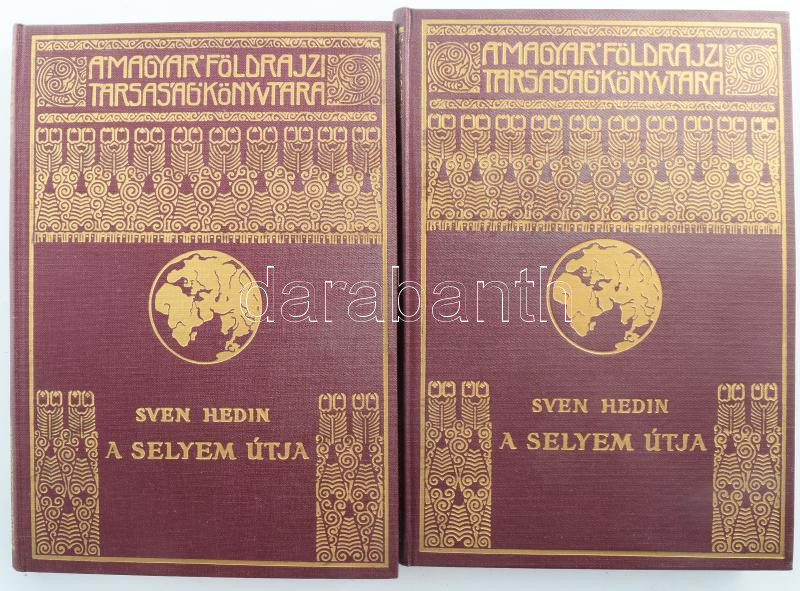 A MAGYAR FÖLDRAJZI
TÁRSASÁG KÖNYVTÁRA
SVEN HEDIN
A SELYEM ÚTJA
A MAGYAR FÖLDRAJZI
TÁRSASÁG KÖNYVTÁRA
SVEN HEDIN
A SELYEM ÚTJA
darabanth